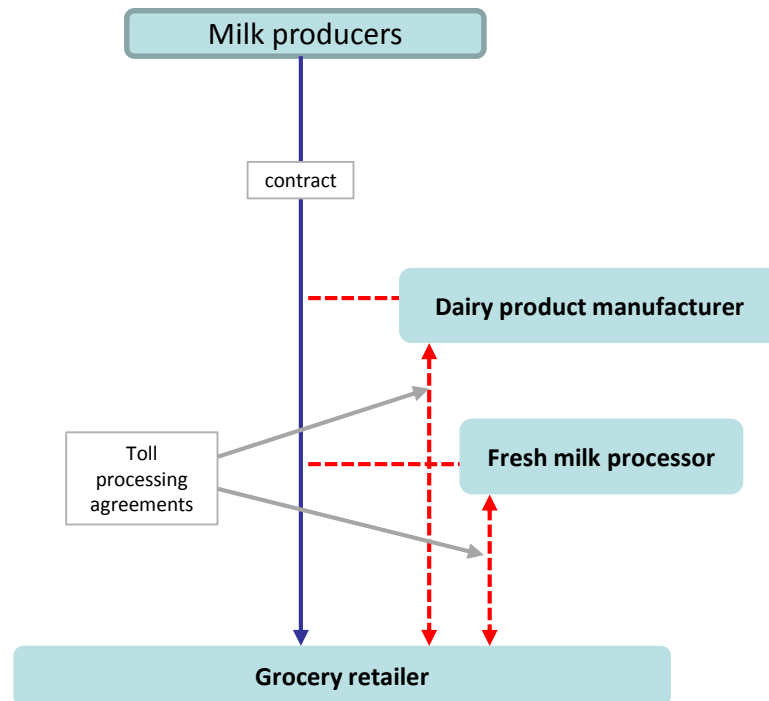 Milk producers
contract
Dairy product manufacturer
Toll
processing
agreements
Fresh milk processor
Grocery retailer